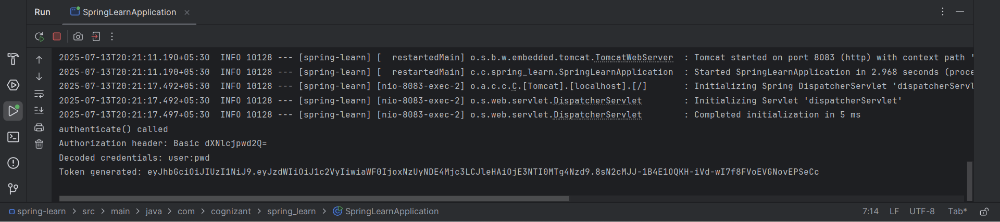 Run SpringLearnApplication
2025-07-13T20:21:11.190+05:30 INFO 10128 --- [spring-learn] [ restartedMain] o.s.b.w.embedded.tomcat.TomcatWebServer : Tomcat started on port 8083 (http) with context path '
2025-07-13T20:21:11.190+05:30 INFO 10128 --- [spring-learn] [ restartedMain] c.c.spring_learn.SpringLearnApplication : Started SpringLearnApplication in 2.968 seconds (proce
2025-07-13T20:21:17.492+05:30 INFO 10128 --- [spring-learn] [nio-8083-exec-2] o.a.c.c.C.[Tomcat].[localhost].[/] : Initializing Spring DispatcherServlet 'dispatcherServl
2025-07-13T20:21:17.492+05:30 INFO 10128 --- [spring-learn] [nio-8083-exec-2] o.s.web.servlet.DispatcherServlet : Initializing Servlet 'dispatcherServlet'
2025-07-13T20:21:17.497+05:30 INFO 10128 --- [spring-learn] [nio-8083-exec-2] o.s.web.servlet.DispatcherServlet : Completed initialization in 5 ms
authenticate() called
Authorization header: Basic dXNlcjpwd2Q=
Decoded credentials: user:pwd
Token generated: eyJhbGciOiJIUzI1NiJ9.eyJzdWIiOiJ1c2VyIiwiaWF0IjoxNzUyNDE4Mjc3LCJleHAiOjE3NTI0MTg4Nzd9.8sN2cMJJ-1B4E1OQKH-iVd-wI7f8FVoEVGNovEPSeCc
spring-learn > src > main > java > com > cognizant > spring_learn > SpringLearnApplication 7:14 LF UTF-8 Tab*